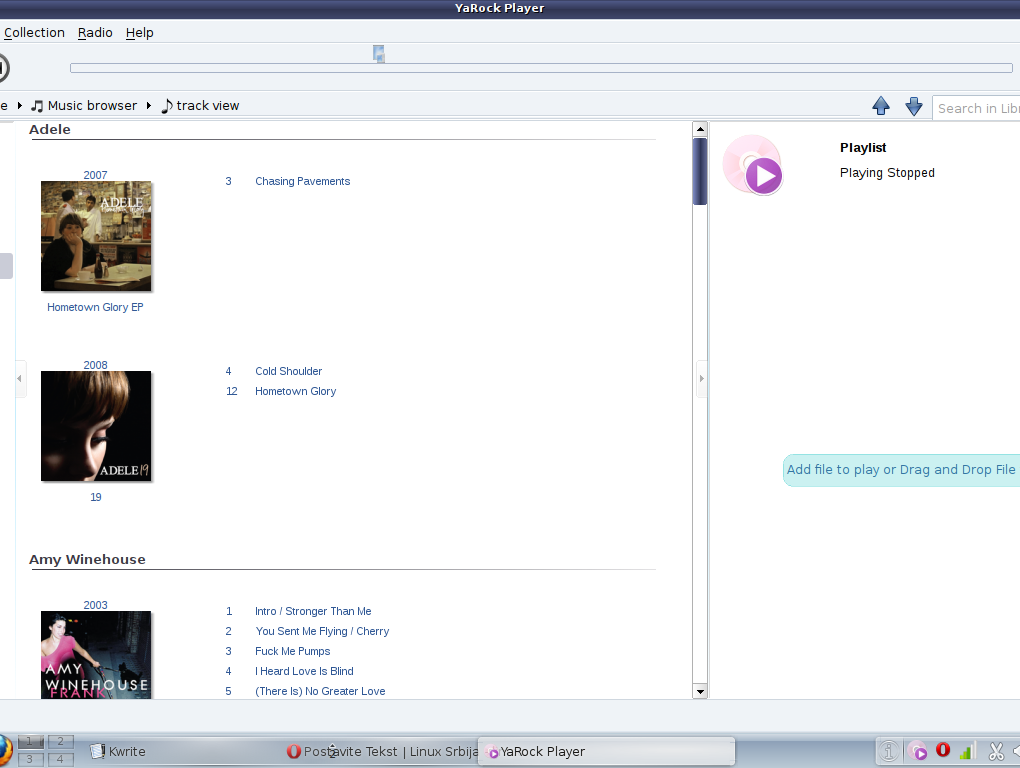 YaRock Player
Collection Radio Help
e Music browser track view
Search in Libr
Adele
Playlist
Playing Stopped
2007
3 Chasing Pavements
ADELE
Hometown Glory EP
2008
4 Cold Shoulder
12 Hometown Glory
ADELE 19
19
Add file to play or Drag and Drop File
Amy Winehouse
2003
1 Intro / Stronger Than Me
2 You Sent Me Flying / Cherry
3 Fuck Me Pumps
4 I Heard Love Is Blind
5 (There Is) No Greater Love
AMY
WINEHOUSE
FRANK
1 2
3 4
Kwrite
Postavite Tekst | Linux Srbija
YaRock Player